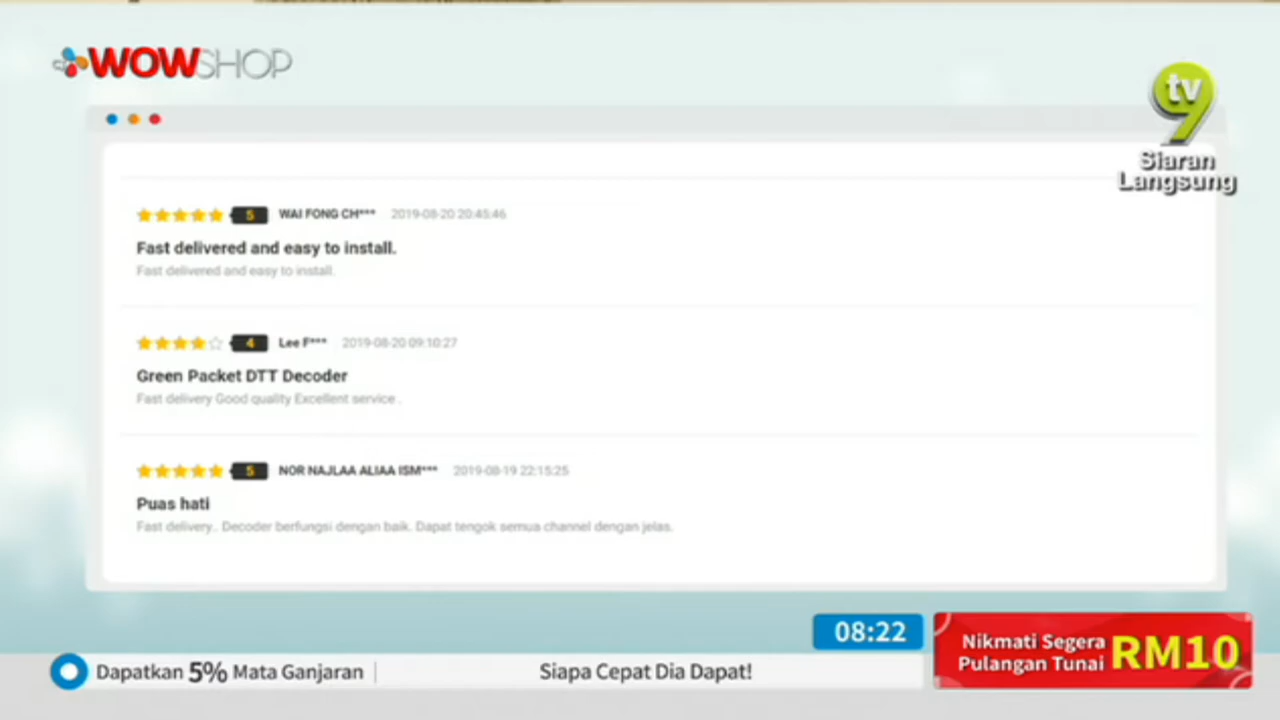 WOWSHOP
tv9
Siaran
Langsung
5 WAI FONG CH*** 2019-08-20 20:45:46
Fast delivered and easy to install.
Fast delivered and easy to install.
4 Lee F*** 2019-08-20 09:10:27
Green Packet DTT Decoder
Fast delivery Good quality Excellent service .
5 NOR NAJLAA ALIAA ISM*** 2019-08-19 22:15:25
Puas hati
Fast delivery.. Decoder berfungsi dengan baik. Dapat tengok semua channel dengan jelas.
08:22
Nikmati Segera
Pulangan Tunai RM10
Dapatkan 5% Mata Ganjaran
Siapa Cepat Dia Dapat!